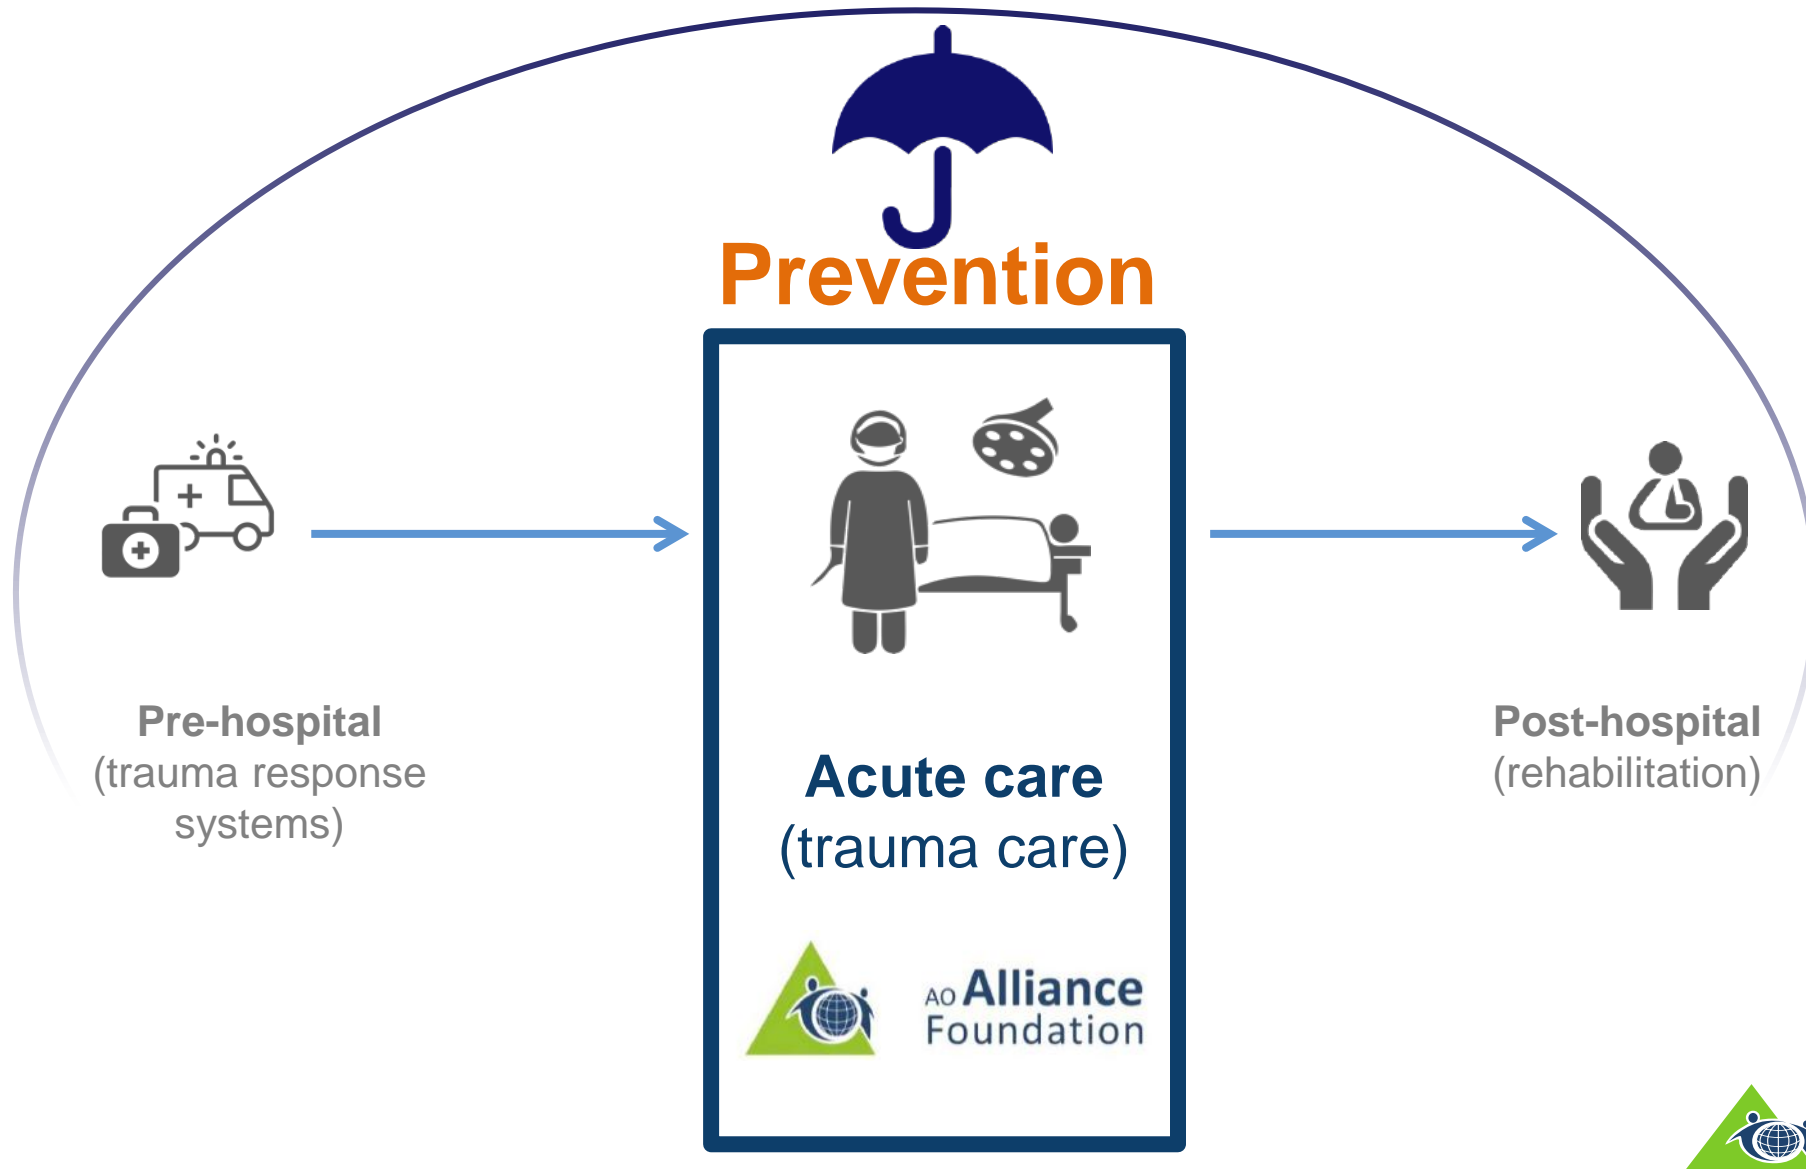 Prevention
Pre-hospital
(trauma response
systems)
Acute care
(trauma care)
AO Alliance
Foundation
Post-hospital
(rehabilitation)